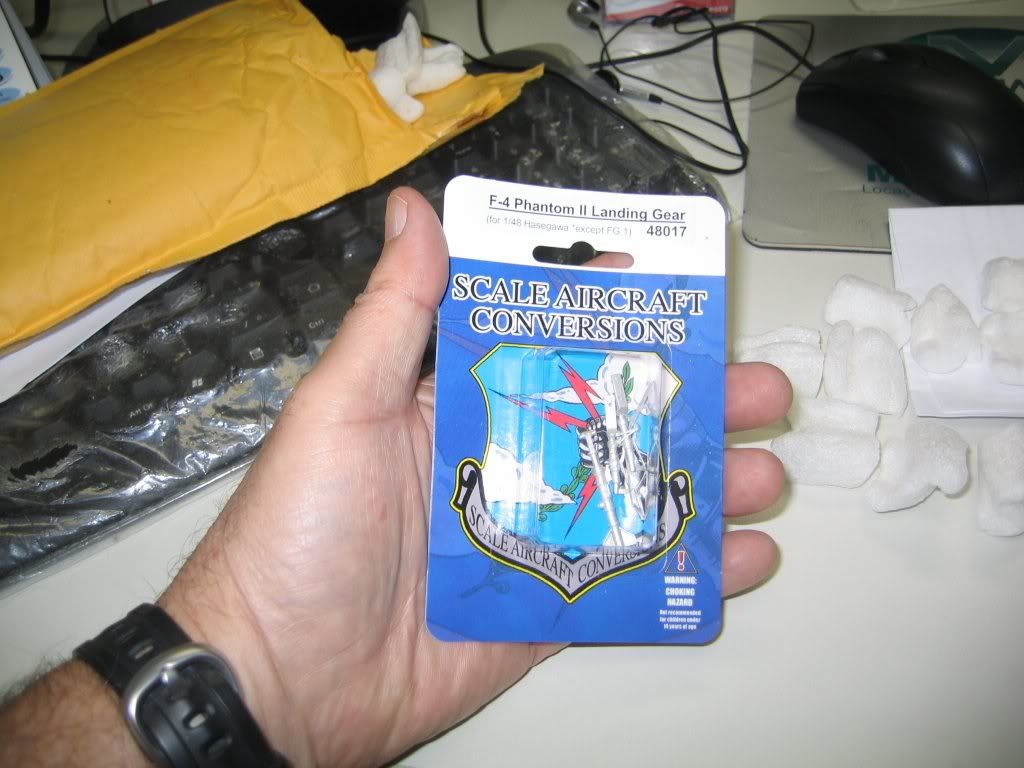 F-4 Phantom II Landing Gear
(for 1/48 Hasegawa *except FG.1) 48017
SCALE AIRCRAFT
CONVERSIONS
SCALE AIRCRAFT CONVERSIONS
WARNING:
CHOKING
HAZARD
Not recommended
for children under
14 years of age